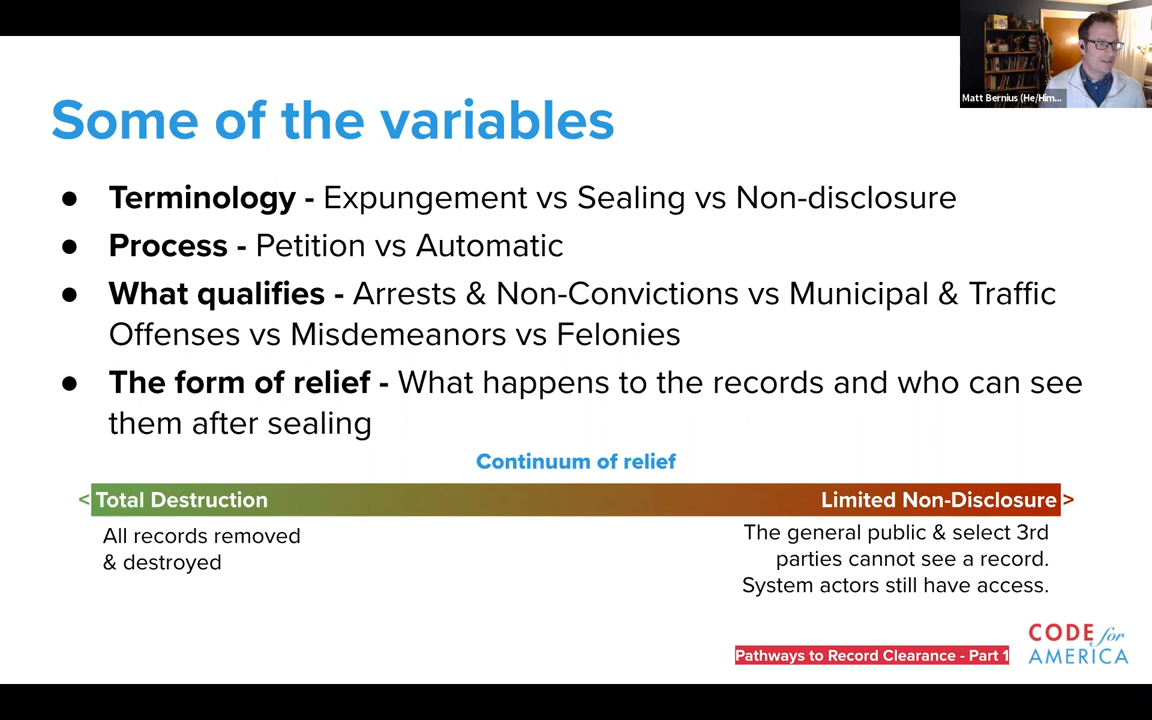 Matt Bernius (He/Him...
Some of the variables
● Terminology - Expungement vs Sealing vs Non-disclosure
● Process - Petition vs Automatic
● What qualifies - Arrests & Non-Convictions vs Municipal & Traffic
Offenses vs Misdemeanors vs Felonies
● The form of relief - What happens to the records and who can see
them after sealing
Continuum of relief
< Total Destruction
Limited Non-Disclosure >
All records removed
& destroyed
The general public & select 3rd
parties cannot see a record.
System actors still have access.
Pathways to Record Clearance - Part 1
CODE for
AMERICA